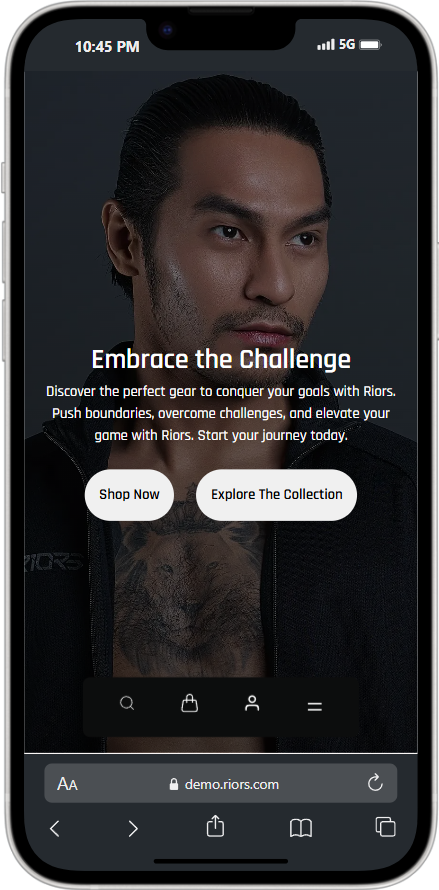 10:45 PM 5G
Embrace the Challenge
Discover the perfect gear to conquer your goals with Riors.
Push boundaries, overcome challenges, and elevate your
game with Riors. Start your journey today.
Shop Now Explore The Collection
RIORS
AA demo.riors.com